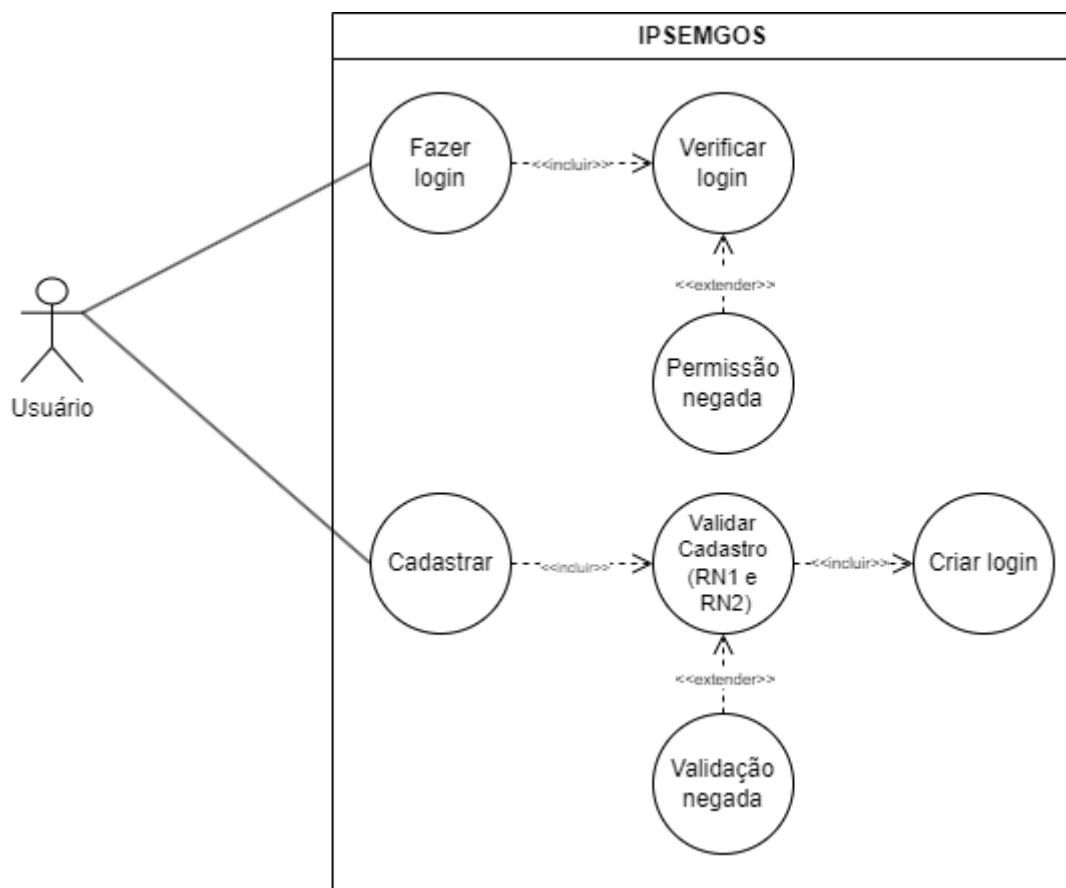 IPSEMGOS
Fazer
login
<<incluir>>
Verificar
login
<<extender>>
Permissão
negada
Usuário
Cadastrar
<<incluir>>
Validar
Cadastro
(RN1 e
RN2)
<<incluir>>
Criar login
<<extender>>
Validação
negada